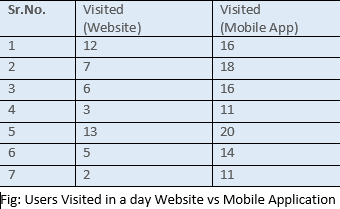 Sr.No. Visited Visited
(Website) (Mobile App)
1 12 16
2 7 18
3 6 16
4 3 11
5 13 20
6 5 14
7 2 11
Fig: Users Visited in a day Website vs Mobile Application